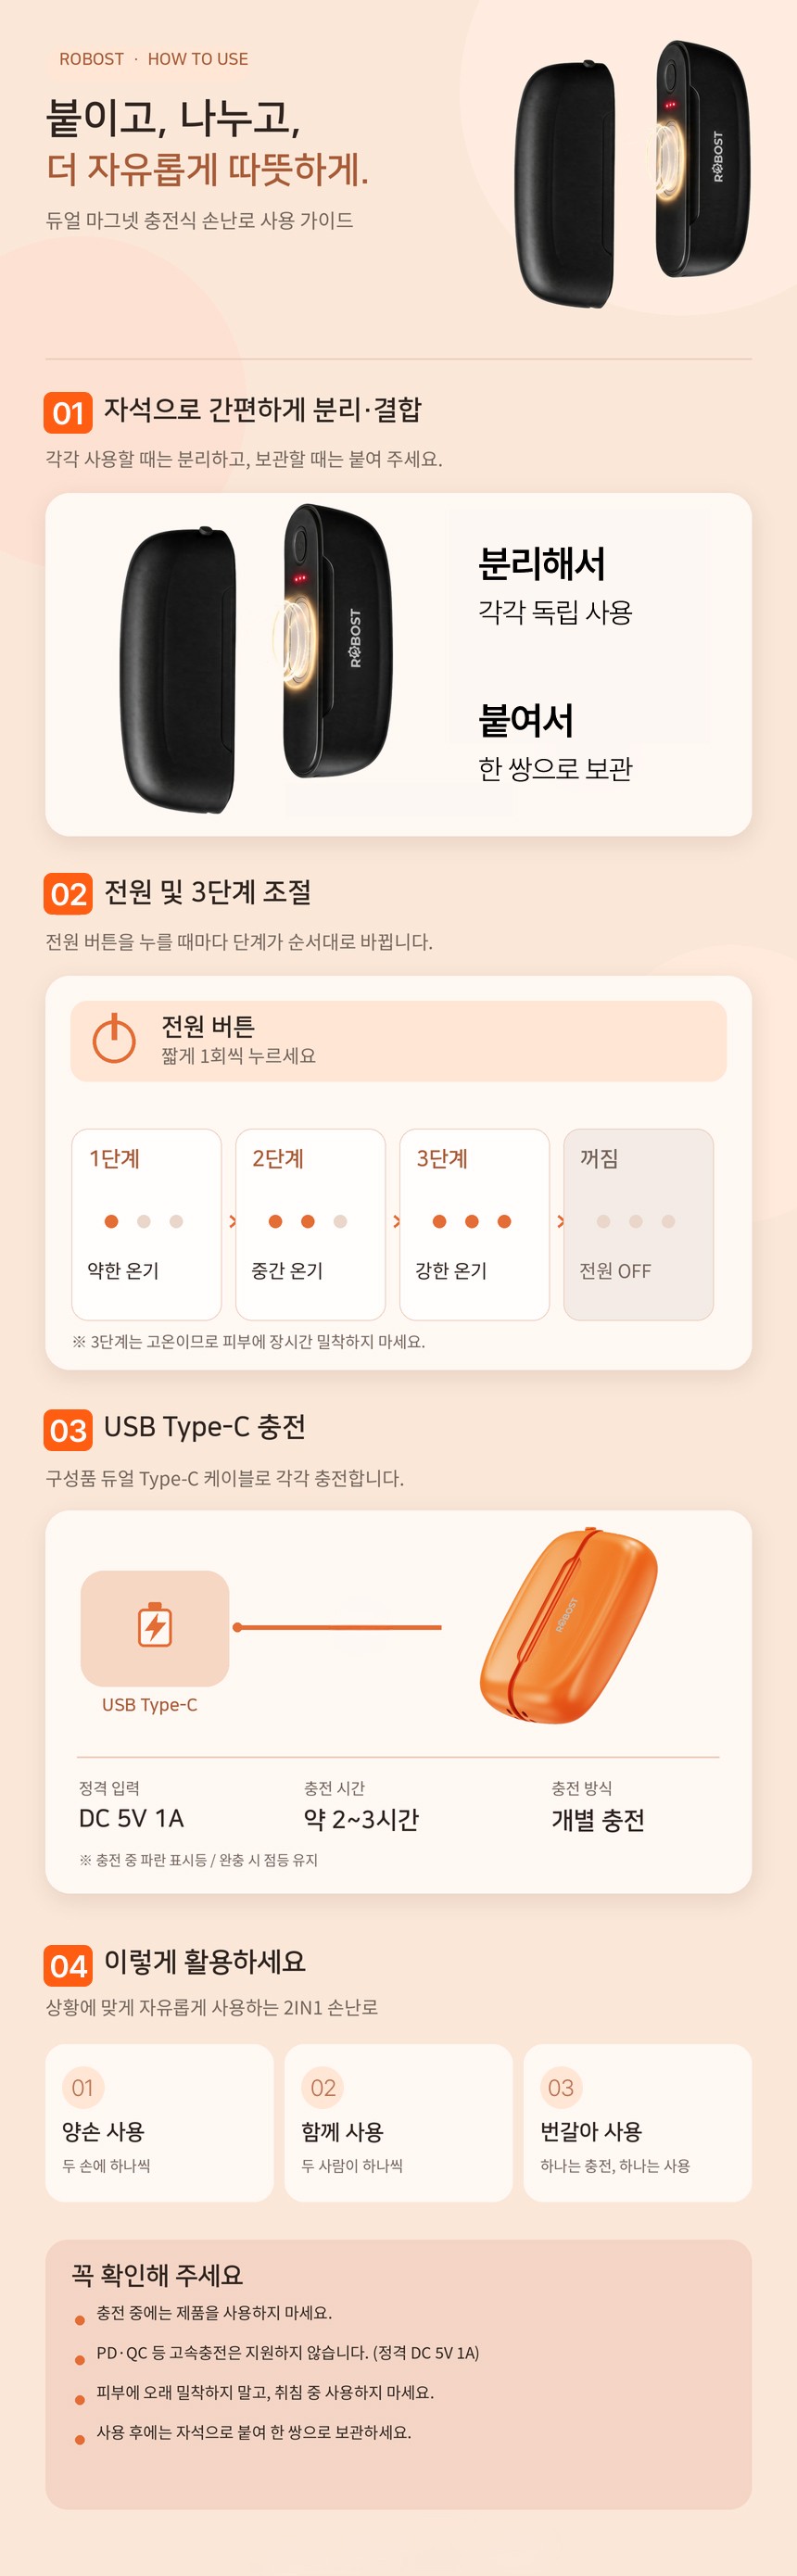 ROBOST · HOW TO USE
붙이고, 나누고,
더 자유롭게 따뜻하게.
듀얼 마그넷 충전식 손난로 사용 가이드
ROBOST
01 자석으로 간편하게 분리·결합
각각 사용할 때는 분리하고, 보관할 때는 붙여 주세요.
ROBOST
분리해서
각각 독립 사용
붙여서
한 쌍으로 보관
02 전원 및 3단계 조절
전원 버튼을 누를 때마다 단계가 순서대로 바뀝니다.
전원 버튼
짧게 1회씩 누르세요
1단계
약한 온기
2단계
중간 온기
3단계
강한 온기
꺼짐
전원 OFF
※ 3단계는 고온이므로 피부에 장시간 밀착하지 마세요.
03 USB Type-C 충전
구성품 듀얼 Type-C 케이블로 각각 충전합니다.
USB Type-C
ROBOST
정격 입력
DC 5V 1A
충전 시간
약 2~3시간
충전 방식
개별 충전
※ 충전 중 파란 표시등 / 완충 시 점등 유지
04 이렇게 활용하세요
상황에 맞게 자유롭게 사용하는 2IN1 손난로
01
양손 사용
두 손에 하나씩
02
함께 사용
두 사람이 하나씩
03
번갈아 사용
하나는 충전, 하나는 사용
꼭 확인해 주세요
충전 중에는 제품을 사용하지 마세요.
PD·QC 등 고속충전은 지원하지 않습니다. (정격 DC 5V 1A)
피부에 오래 밀착하지 말고, 취침 중 사용하지 마세요.
사용 후에는 자석으로 붙여 한 쌍으로 보관하세요.